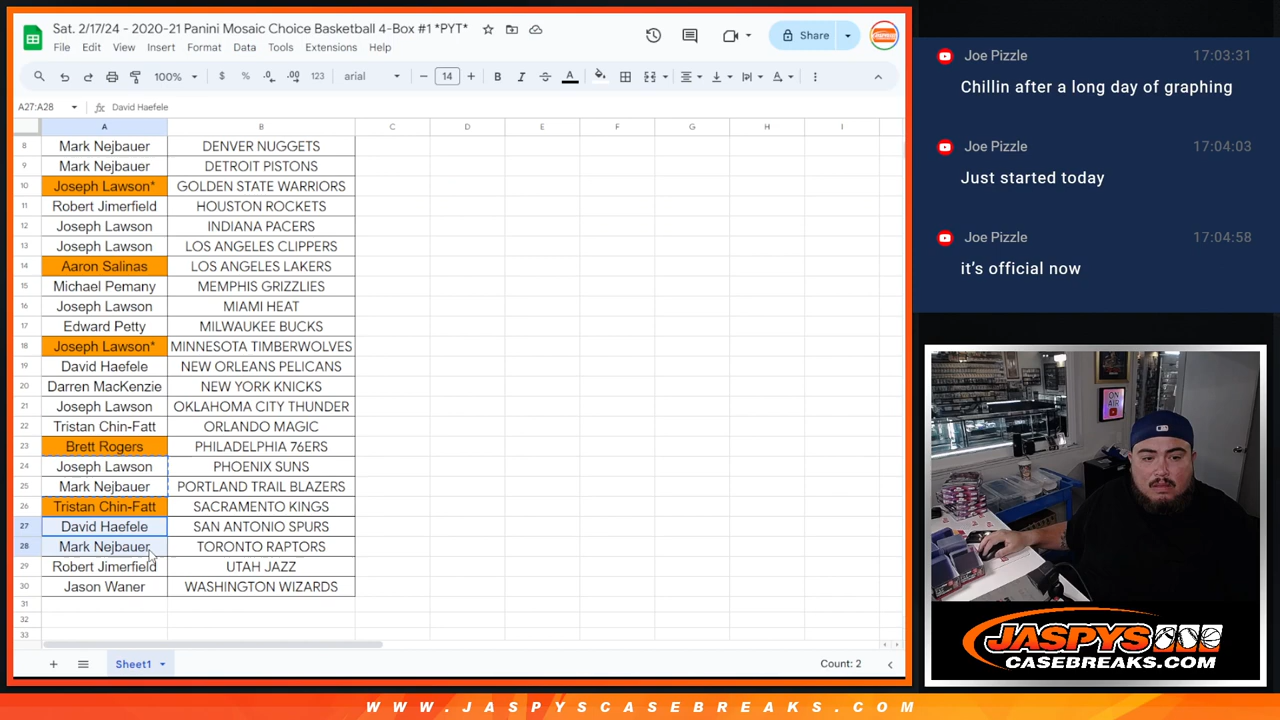 Sat. 2/17/24 - 2020-21 Panini Mosaic Choice Basketball 4-Box #1 *PYT*
File Edit View Insert Format Data Tools Extensions Help
Share
100% $ % .0 .00 123 arial 14 B I A
A27:A28 fx David Haefele
A B C D E F G H I
8 Mark Nejbauer DENVER NUGGETS
9 Mark Nejbauer DETROIT PISTONS
10 Joseph Lawson* GOLDEN STATE WARRIORS
11 Robert Jimerfield HOUSTON ROCKETS
12 Joseph Lawson INDIANA PACERS
13 Joseph Lawson LOS ANGELES CLIPPERS
14 Aaron Salinas LOS ANGELES LAKERS
15 Michael Pemany MEMPHIS GRIZZLIES
16 Joseph Lawson MIAMI HEAT
17 Edward Petty MILWAUKEE BUCKS
18 Joseph Lawson* MINNESOTA TIMBERWOLVES
19 David Haefele NEW ORLEANS PELICANS
20 Darren MacKenzie NEW YORK KNICKS
21 Joseph Lawson OKLAHOMA CITY THUNDER
22 Tristan Chin-Fatt ORLANDO MAGIC
23 Brett Rogers PHILADELPHIA 76ERS
24 Joseph Lawson PHOENIX SUNS
25 Mark Nejbauer PORTLAND TRAIL BLAZERS
26 Tristan Chin-Fatt SACRAMENTO KINGS
27 David Haefele SAN ANTONIO SPURS
28 Mark Nejbauer TORONTO RAPTORS
29 Robert Jimerfield UTAH JAZZ
30 Jason Waner WASHINGTON WIZARDS
31
32
33
Sheet1
Count: 2
Joe Pizzle 17:03:31
Chillin after a long day of graphing
Joe Pizzle 17:04:03
Just started today
Joe Pizzle 17:04:58
it's official now
ON AIR
JASPYS
CASEBREAKS.COM
WWW.JASPYSCASEBREAKS.COM